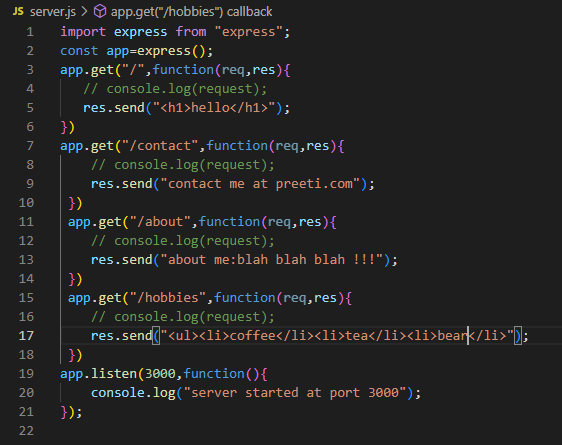 JS server.js > app.get("/hobbies") callback
1 import express from "express";
2 const app=express();
3 app.get("/",function(req,res){
4 // console.log(request);
5 res.send("<h1>hello</h1>");
6 })
7 app.get("/contact",function(req,res){
8 // console.log(request);
9 res.send("contact me at preeti.com");
10 })
11 app.get("/about",function(req,res){
12 // console.log(request);
13 res.send("about me:blah blah blah !!!");
14 })
15 app.get("/hobbies",function(req,res){
16 // console.log(request);
17 res.send("<ul><li>coffee</li><li>tea</li><li>bear</li>");
18 })
19 app.listen(3000,function(){
20 console.log("server started at port 3000");
21 });
22